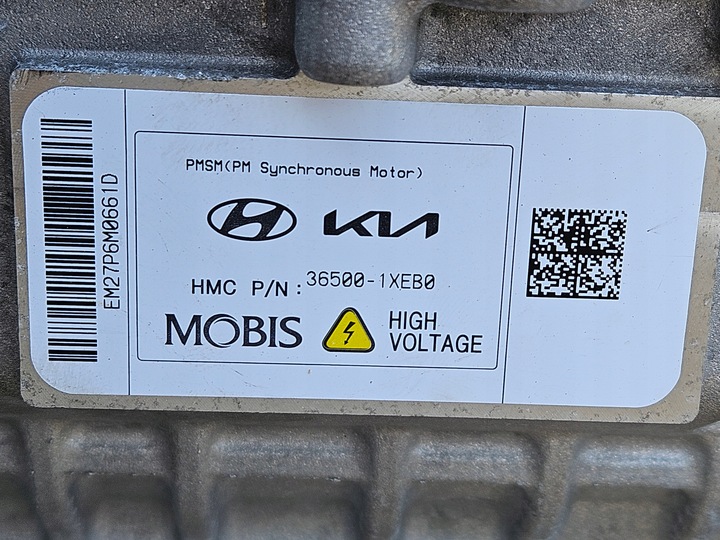 EM27P6M0661D
PMSM(PM Synchronous Motor)
KIA
HMC P/N : 36500-1XEB0
MOBIS
HIGH
VOLTAGE